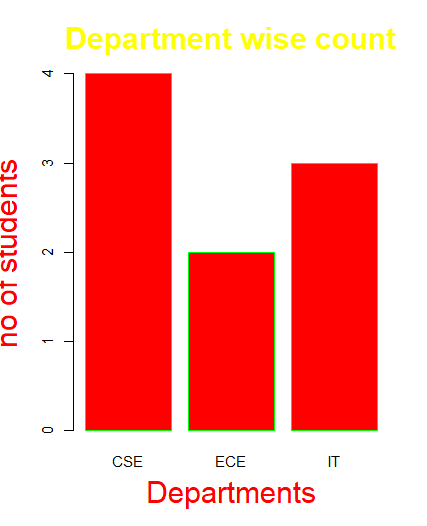 Department wise count
no of students
4
3
2
1
0
CSE ECE IT
Departments